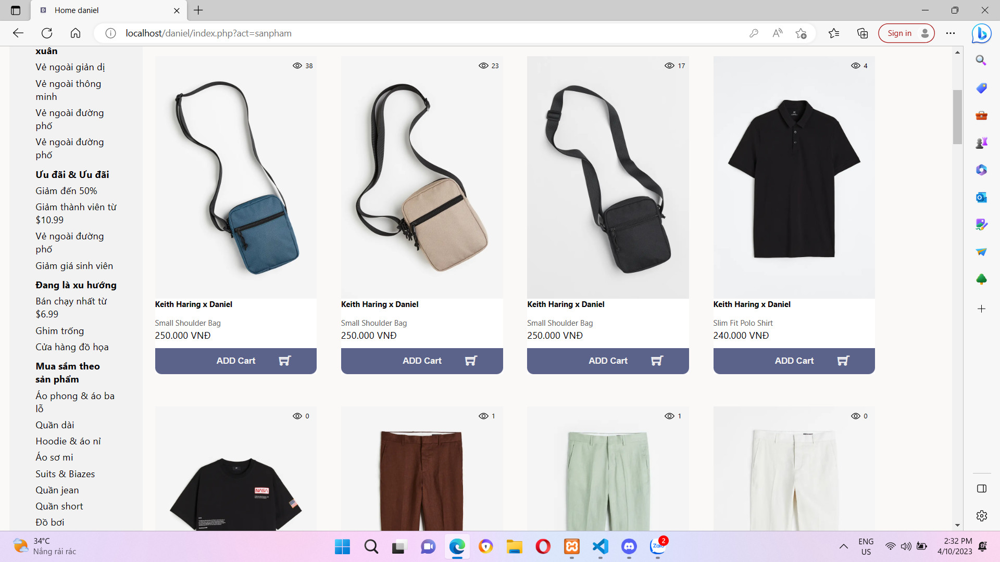 Home daniel
localhost/daniel/index.php?act=sanpham
Sign in
xuân
Vẻ ngoài giản dị
Vẻ ngoài thông
minh
Vẻ ngoài đường
phố
Vẻ ngoài đường
phố
Ưu đãi & Ưu đãi
Giảm đến 50%
Giảm thành viên từ
$10.99
Vẻ ngoài đường
phố
Giảm giá sinh viên
Đang là xu hướng
Bán chạy nhất từ
$6.99
Ghim trống
Cửa hàng đồ họa
Mua sắm theo
sản phẩm
Áo phong & áo ba
lỗ
Quần dài
Hoodie & áo nỉ
Áo sơ mi
Suits & Biazes
Quần jean
Quần short
Đồ bơi
38
Keith Haring x Daniel
Small Shoulder Bag
250.000 VNĐ
ADD Cart
23
Keith Haring x Daniel
Small Shoulder Bag
250.000 VNĐ
ADD Cart
17
Keith Haring x Daniel
Small Shoulder Bag
250.000 VNĐ
ADD Cart
4
Keith Haring x Daniel
Slim Fit Polo Shirt
240.000 VNĐ
ADD Cart
0
NASA
1
1
0
34°C
Nắng rải rác
Zalo
2
ENG
US
2:32 PM
4/10/2023